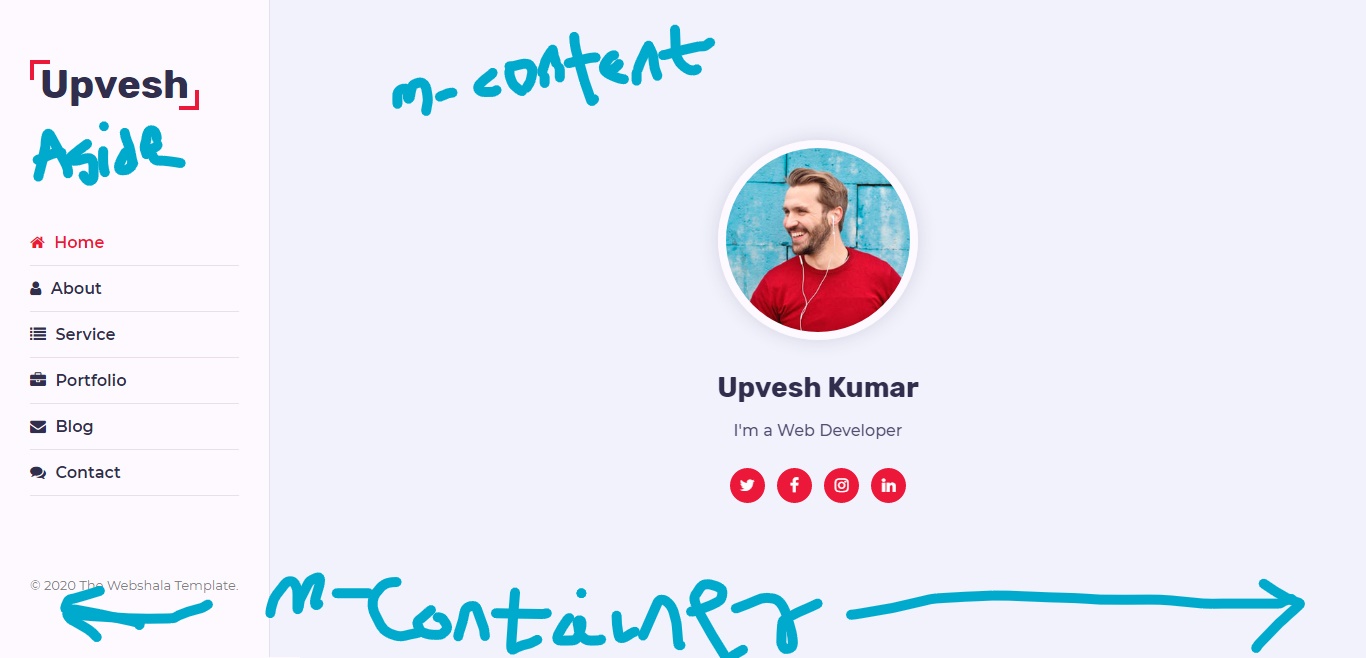 Upvesh
Aside
m-content
Home
About
Service
Portfolio
Blog
Contact
Upvesh Kumar
I'm a Web Developer
© 2020 The Webshala Template.
m-Container